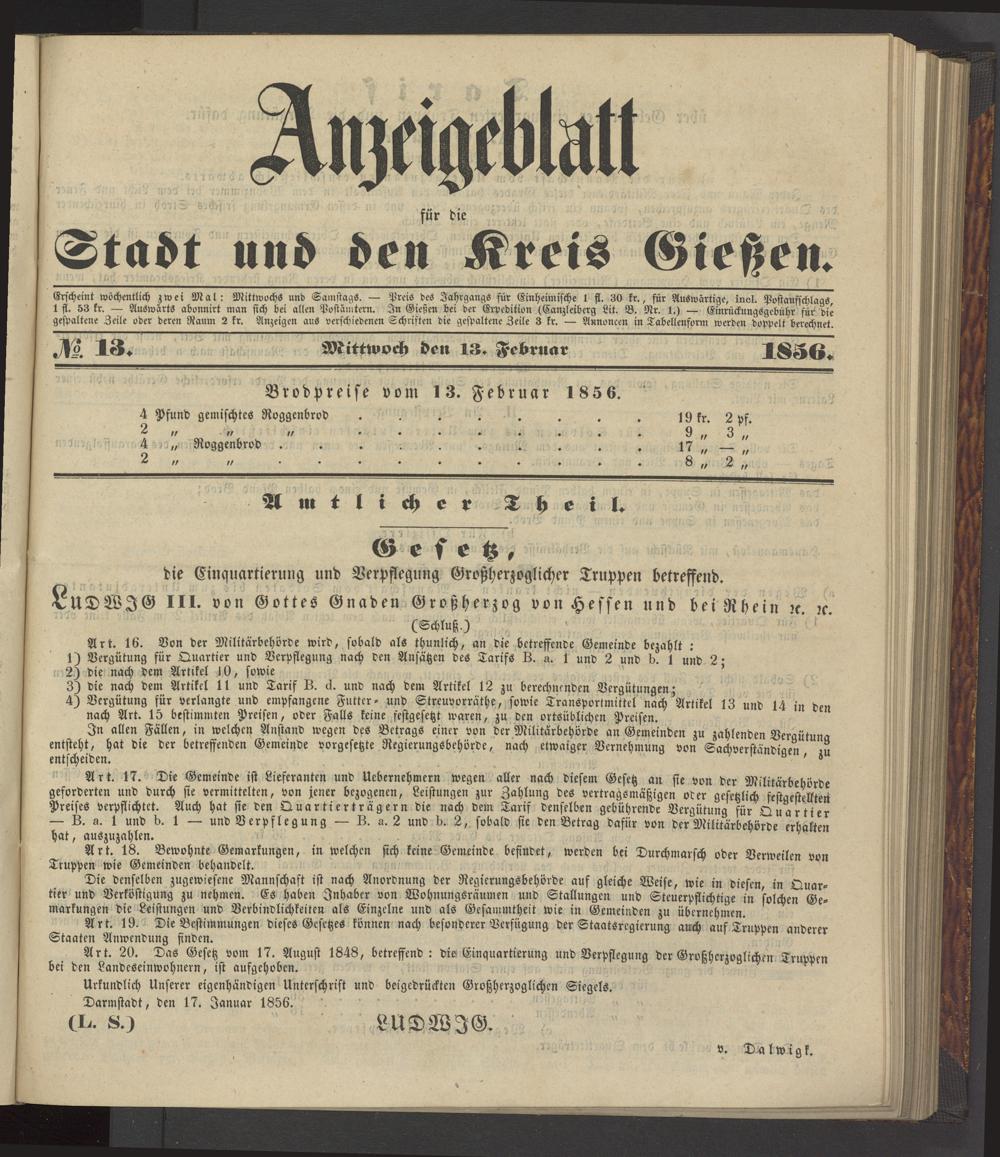 Anzeigeblatt
für die
Stadt und den Kreis Gießen.
Erscheint wöchentlich zwei Mal: Mittwochs und Samstags. — Preis des Jahrgangs für Einheimische 1 fl. 30 kr., für Auswärtige, incl. Postaufschlags,
1 fl. 53 kr. — Auswärts abonnirt man sich bei allen Postämtern. In Gießen bei der Expedition (Canzleiberg Lit. B. Nr. 1.) — Einrückungsgebühr für die
gespaltene Zeile oder deren Raum 2 kr. Anzeigen aus verschiedenen Schriften die gespaltene Zeile 3 kr. — Annoncen in Tabellenform werden doppelt berechnet.
No. 13. Mittwoch den 13. Februar 1856.
Brodpreise vom 13. Februar 1856.
4 Pfund gemischtes Roggenbrod . . . . . . . . . 19 kr. 2 pf.
2 „ „ „ . . . . . . . . . 9 „ 3 „
4 „ Roggenbrod . . . . . . . . . . . 17 „ — „
2 „ „ . . . . . . . . . . . 8 „ 2 „
Amtlicher Theil.
Gesetz,
die Einquartierung und Verpflegung Großherzoglicher Truppen betreffend.
LUDWIG III. von Gottes Gnaden Großherzog von Hessen und bei Rhein ꝛc. ꝛc.
(Schluß.)
Art. 16. Von der Militärbehörde wird, sobald als thunlich, an die betreffende Gemeinde bezahlt :
1) Vergütung für Quartier und Verpflegung nach den Ansätzen des Tarifs B. a. 1 und 2 und b. 1 und 2;
2) die nach dem Artikel 10, sowie
3) die nach dem Artikel 11 und Tarif B. d. und nach dem Artikel 12 zu berechnenden Vergütungen;
4) Vergütung für verlangte und empfangene Futter- und Streuvorräthe, sowie Transportmittel nach Artikel 13 und 14 in den
nach Art. 15 bestimmten Preisen, oder Falls keine festgesetzt waren, zu den ortsüblichen Preisen.
In allen Fällen, in welchen Anstand wegen des Betrags einer von der Militärbehörde an Gemeinden zu zahlenden Vergütung
entsteht, hat die der betreffenden Gemeinde vorgesetzte Regierungsbehörde, nach etwaiger Vernehmung von Sachverständigen, zu
entscheiden.
Art. 17. Die Gemeinde ist Lieferanten und Uebernehmern wegen aller nach diesem Gesetz an sie von der Militärbehörde
geforderten und durch sie vermittelten, von jener bezogenen, Leistungen zur Zahlung des vertragsmäßigen oder gesetzlich festgestellten
Preises verpflichtet. Auch hat sie den Quartierträgern die nach dem Tarif denselben gebührende Vergütung für Quartier
— B. a. 1 und b. 1 — und Verpflegung — B. a. 2 und b. 2, sobald sie den Betrag dafür von der Militärbehörde erhalten
hat, auszuzahlen.
Art. 18. Bewohnte Gemarkungen, in welchen sich keine Gemeinde befindet, werden bei Durchmarsch oder Verweilen von
Truppen wie Gemeinden behandelt.
Die denselben zugewiesene Mannschaft ist nach Anordnung der Regierungsbehörde auf gleiche Weise, wie in diesen, in Quar-
tier und Verköstigung zu nehmen. Es haben Inhaber von Wohnungsräumen und Stallungen und Steuerpflichtige in solchen Ge-
markungen die Leistungen und Verbindlichkeiten als Einzelne und als Gesammtheit wie in Gemeinden zu übernehmen.
Art. 19. Die Bestimmungen dieses Gesetzes können nach besonderer Verfügung der Staatsregierung auch auf Truppen anderer
Staaten Anwendung finden.
Art. 20. Das Gesetz vom 17. August 1848, betreffend : die Einquartierung und Verpflegung der Großherzoglichen Truppen
bei den Landeseinwohnern, ist aufgehoben.
Urkundlich Unserer eigenhändigen Unterschrift und beigedrückten Großherzoglichen Siegels.
Darmstadt, den 17. Januar 1856.
(L. S.) LUDWIG.
v. Dalwigk.